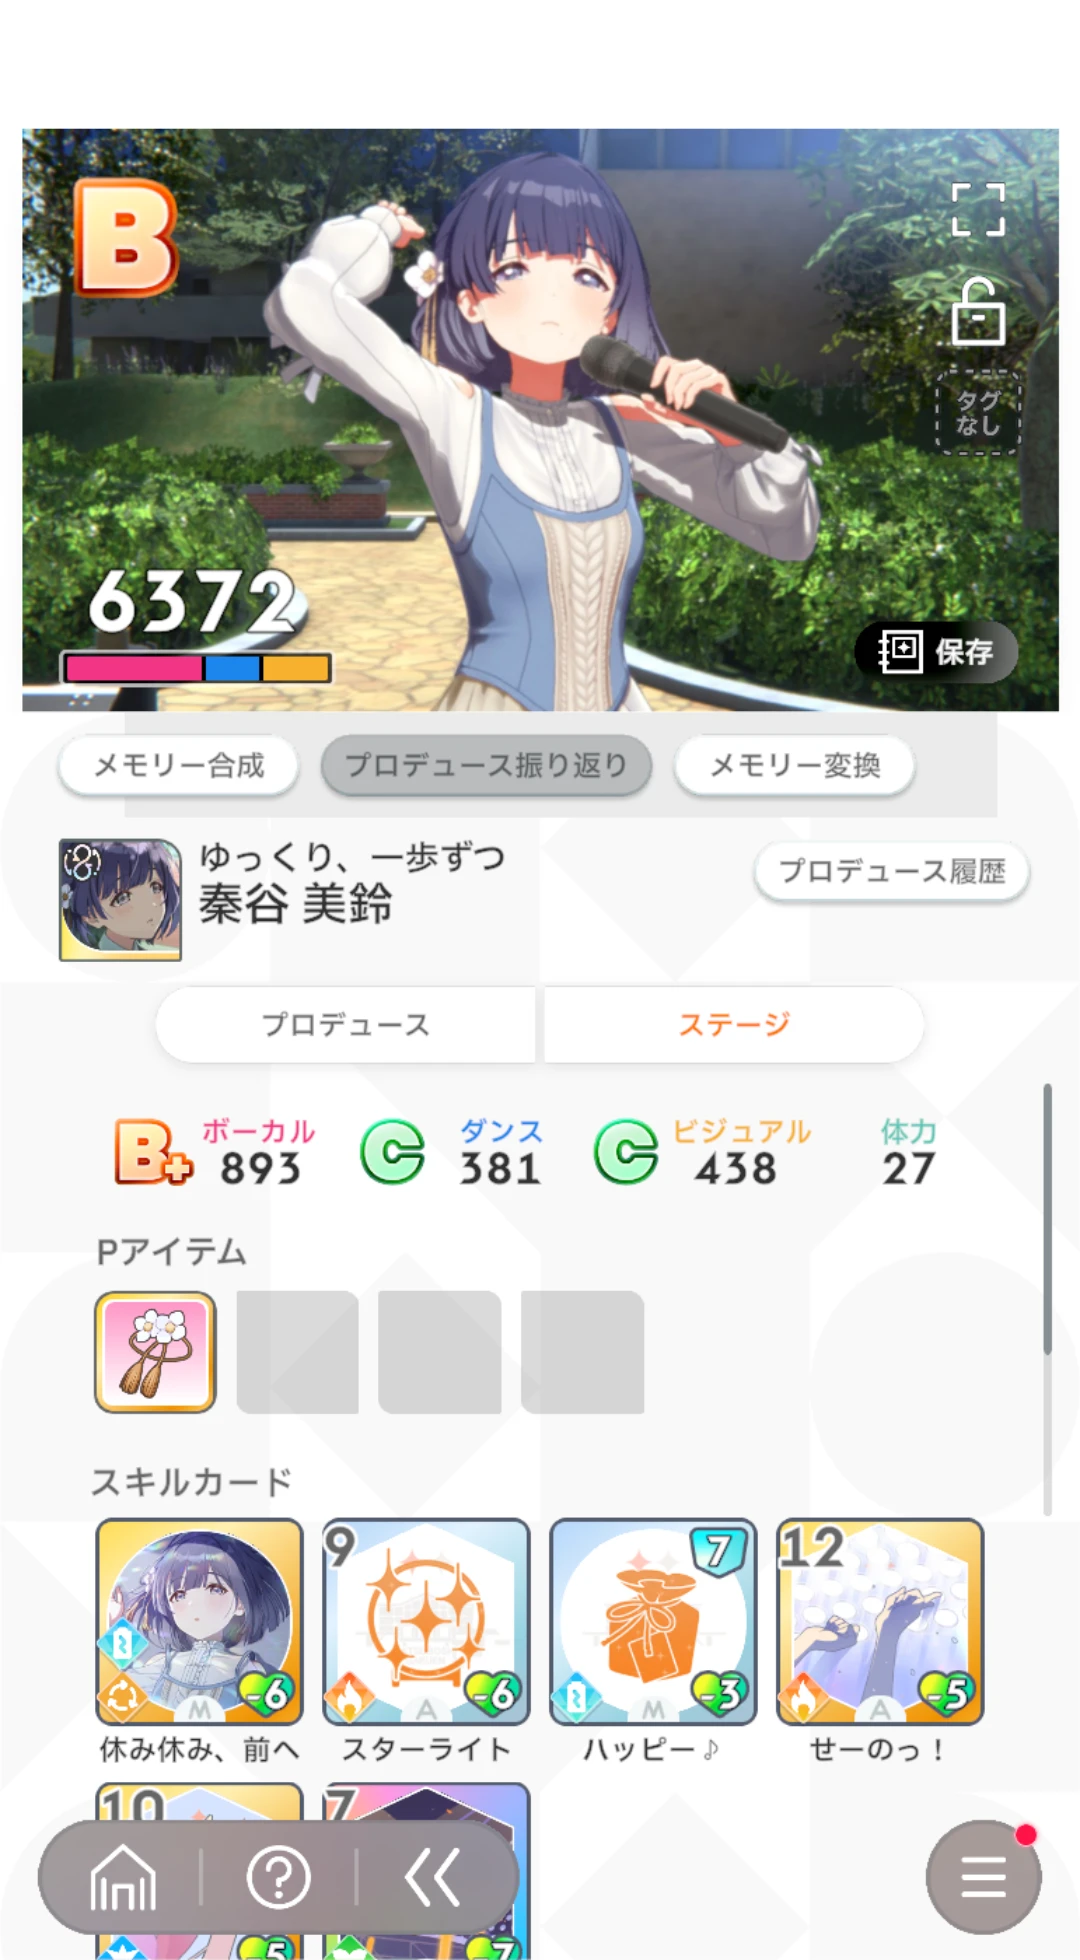 B
タグ
なし
6372
保存
メモリー合成
プロデュース振り返り
メモリー変換
ゆっくり、一歩ずつ
秦谷 美鈴
プロデュース履歴
プロデュース
ステージ
B+ ボーカル 893
C ダンス 381
C ビジュアル 438
体力 27
Pアイテム
スキルカード
M -6
9 A -6
7 M -3
12 A -5
休み休み、前へ
スターライト
ハッピー♪
せーのっ！
10
7
-5
-7